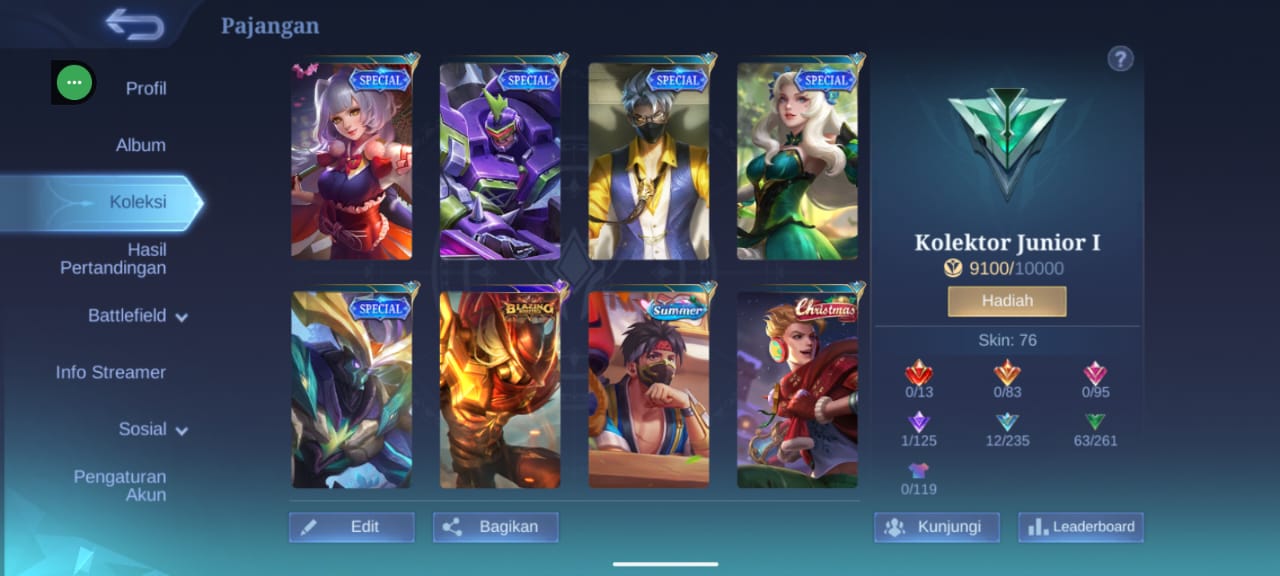 Pajangan
Profil
Album
Koleksi
Hasil
Pertandingan
Battlefield
Info Streamer
Sosial
Pengaturan
Akun
SPECIAL
SPECIAL
SPECIAL
SPECIAL
SPECIAL
BLAZING
Summer
Christmas
Edit
Bagikan
?
Kolektor Junior I
9100/10000
Hadiah
Skin: 76
0/13
0/83
0/95
1/125
12/235
63/261
0/119
Kunjungi
Leaderboard